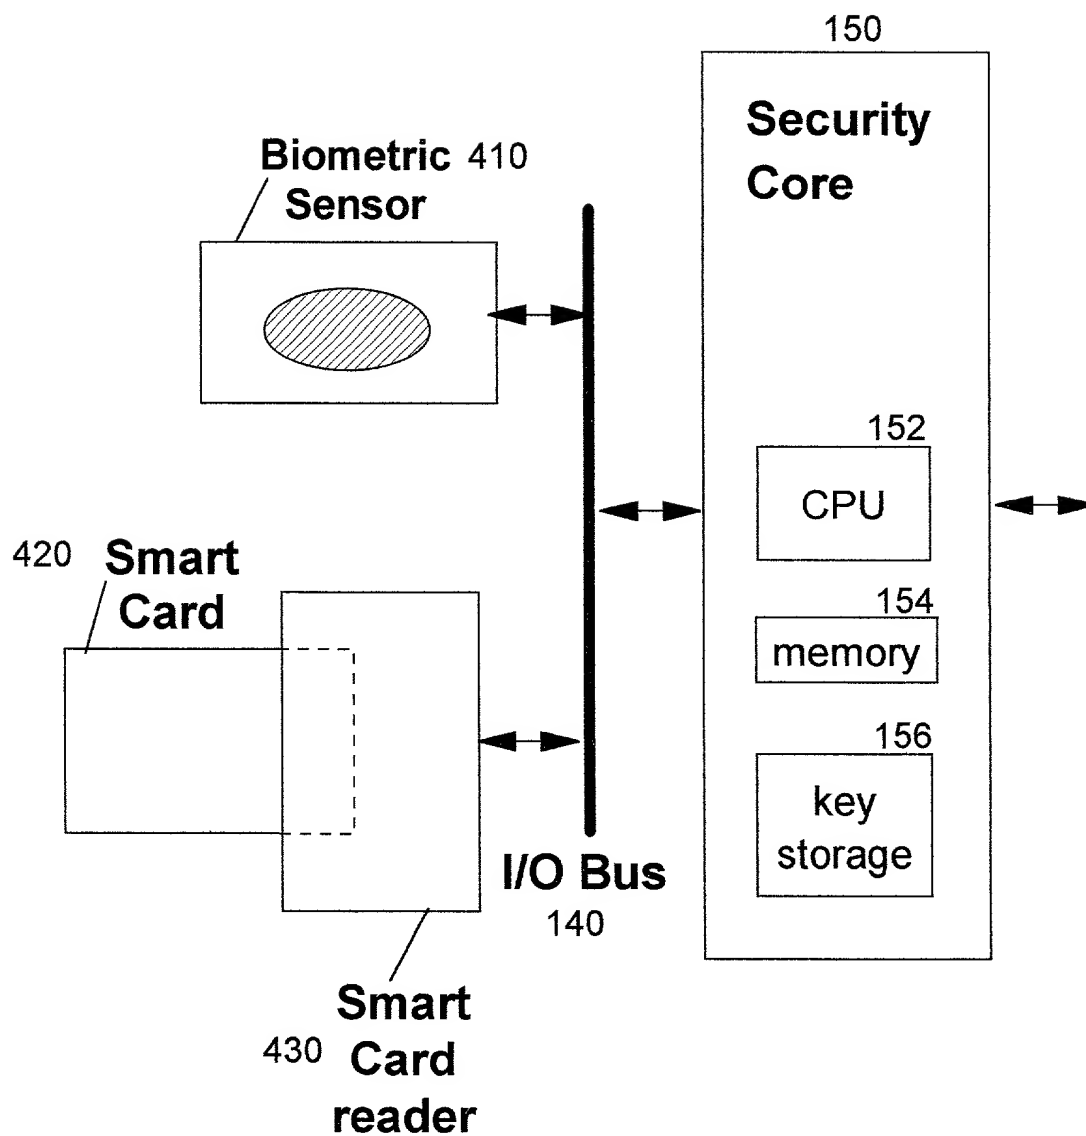 150
Security
Core
Biometric 410
Sensor
152
CPU
420 Smart
Card
154
memory
156
key
storage
I/O Bus
140
Smart
430 Card
reader